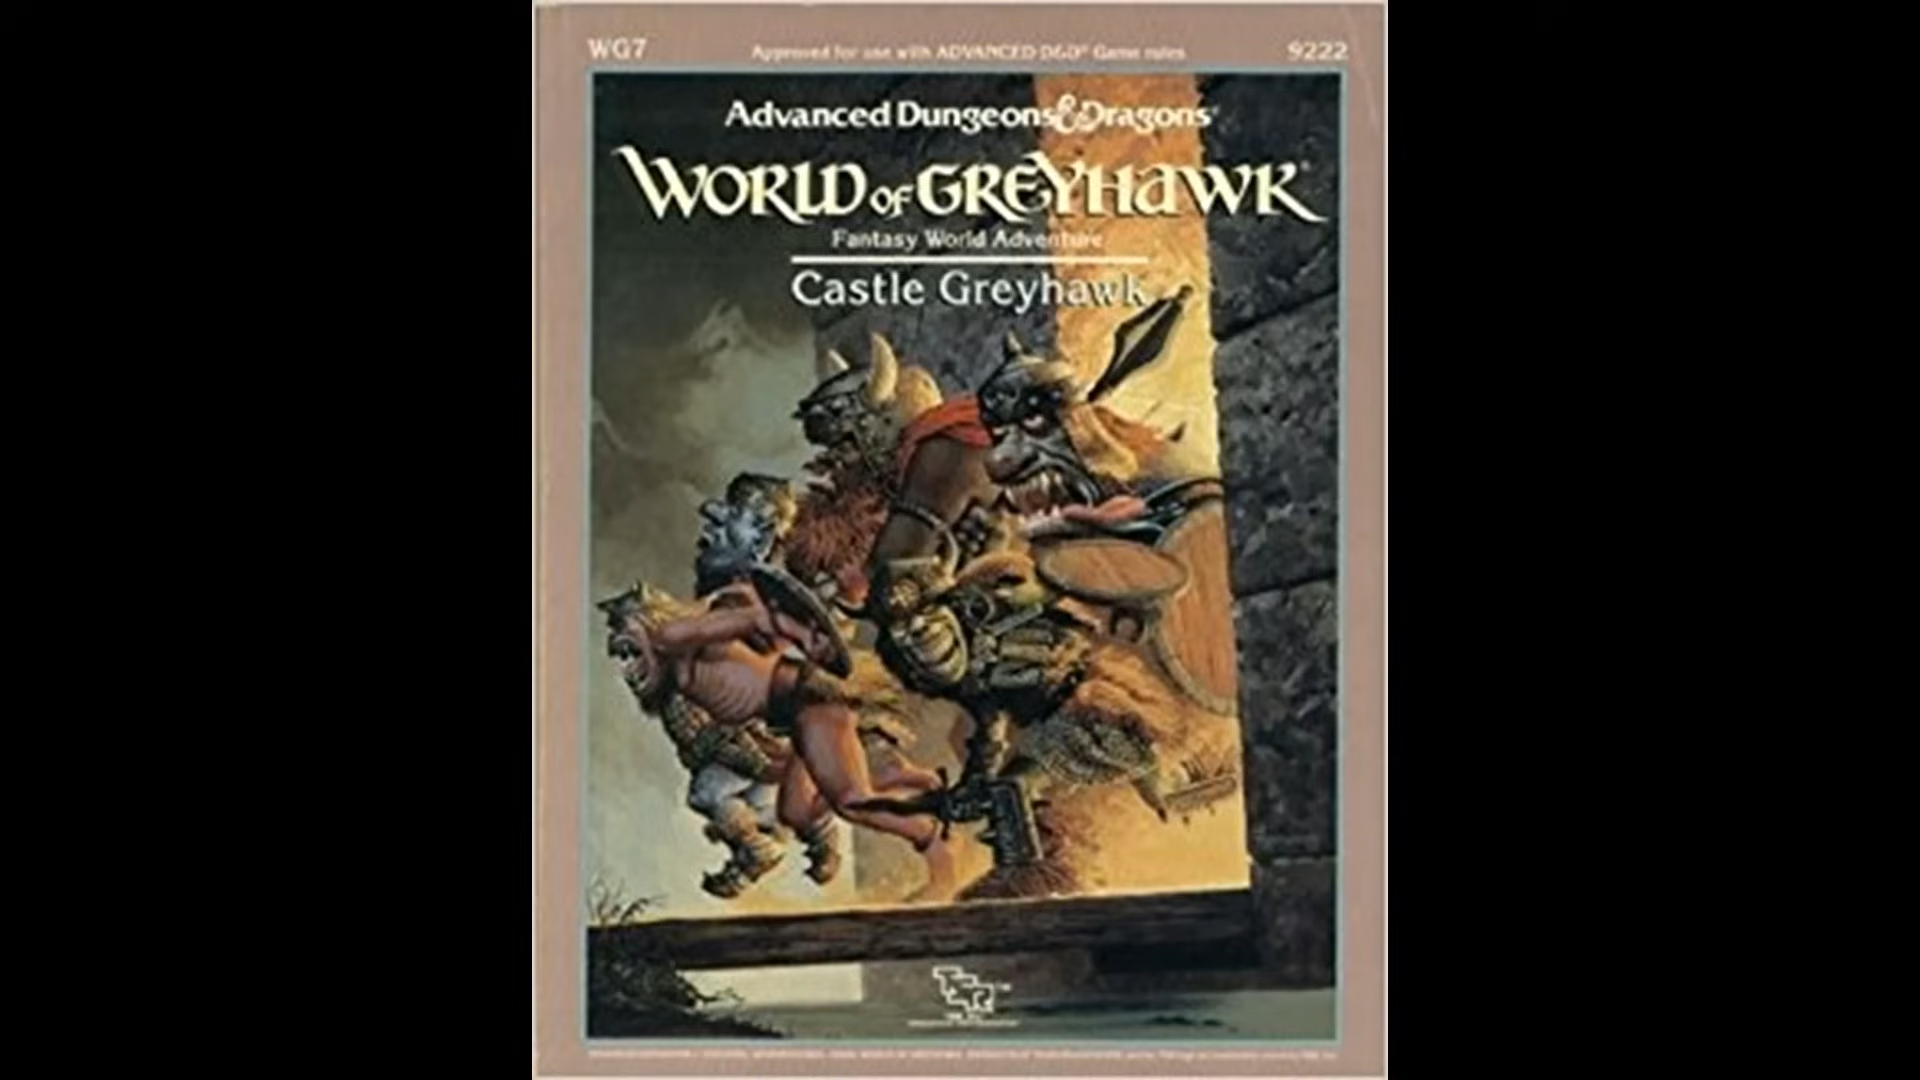 WG7
Approved for use with ADVANCED D&D® Game rules
9222
Advanced Dungeons & Dragons®
WORLD OF GREYHAWK®
Fantasy World Adventure
Castle Greyhawk
TSR